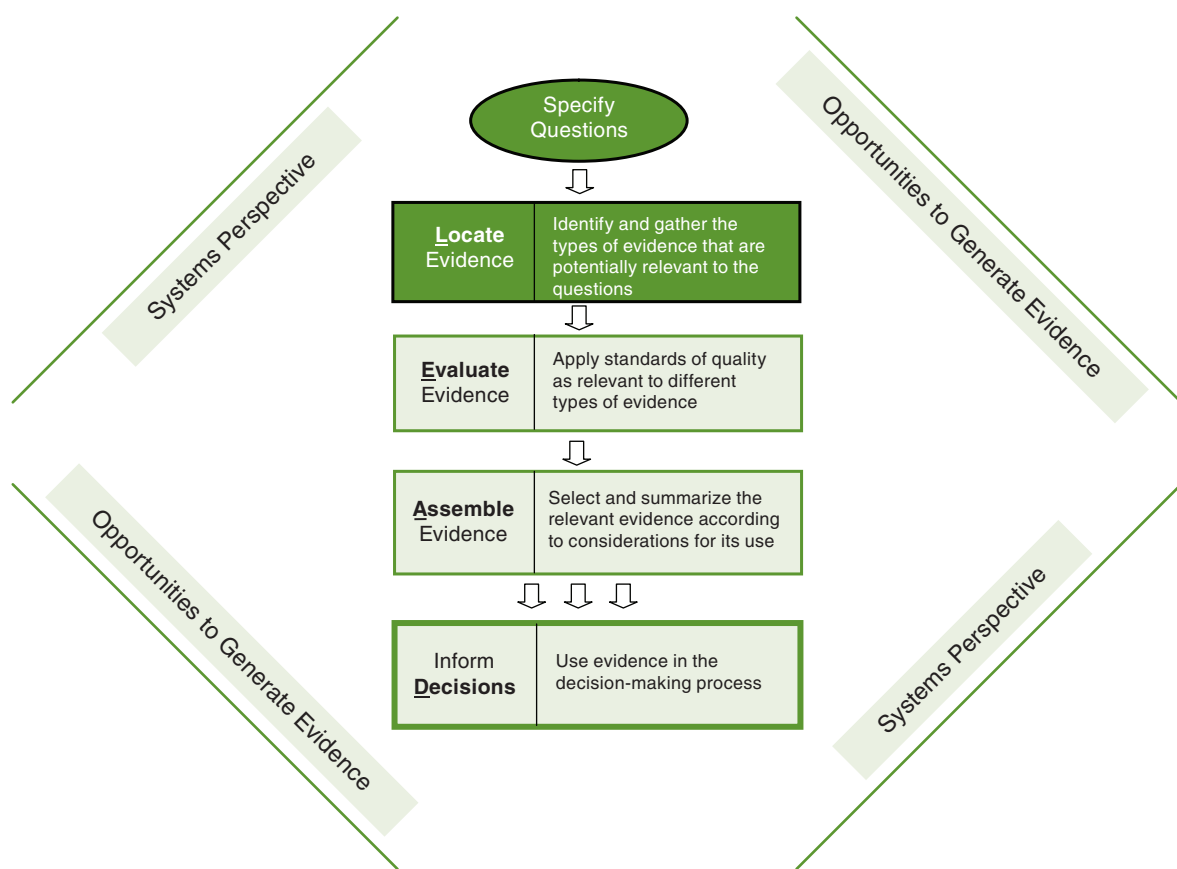 Specify
Questions
Systems Perspective
Opportunities to Generate Evidence
Locate
Evidence
Identify and gather the
types of evidence that are
potentially relevant to the
questions
Evaluate
Evidence
Apply standards of quality
as relevant to different
types of evidence
Assemble
Evidence
Select and summarize the
relevant evidence according
to considerations for its use
Opportunities to Generate Evidence
Systems Perspective
Inform
Decisions
Use evidence in the
decision-making process